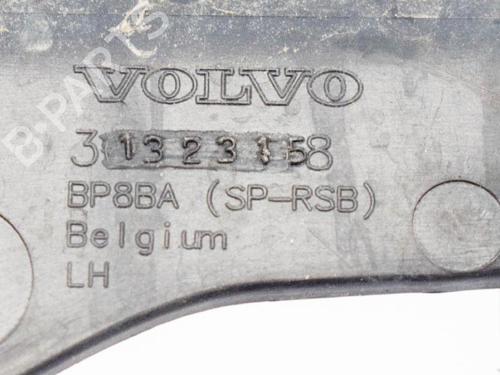 B-PARTS
VOLVO
31323158
BP8BA (SP-RSB)
Belgium
LH